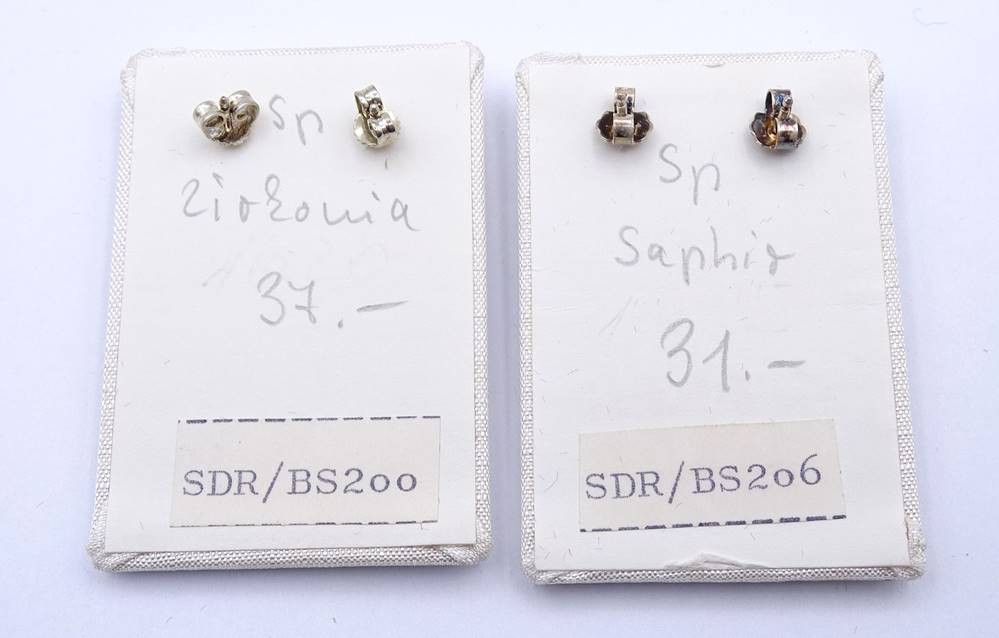 Sp
Zirkonia
37.-
SDR/BS200
Sp
Saphir
31.-
SDR/BS206